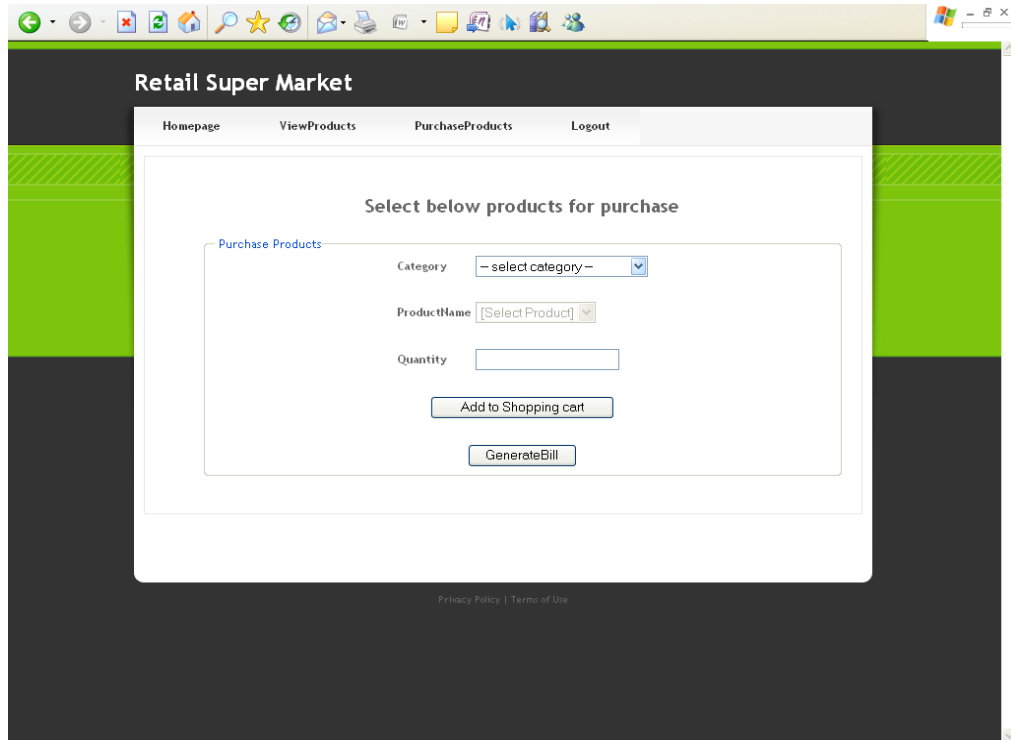 Retail Super Market
Homepage ViewProducts PurchaseProducts Logout
Select below products for purchase
Purchase Products
Category -- select category --
ProductName [Select Product]
Quantity
Add to Shopping cart
GenerateBill
Privacy Policy | Terms of Use